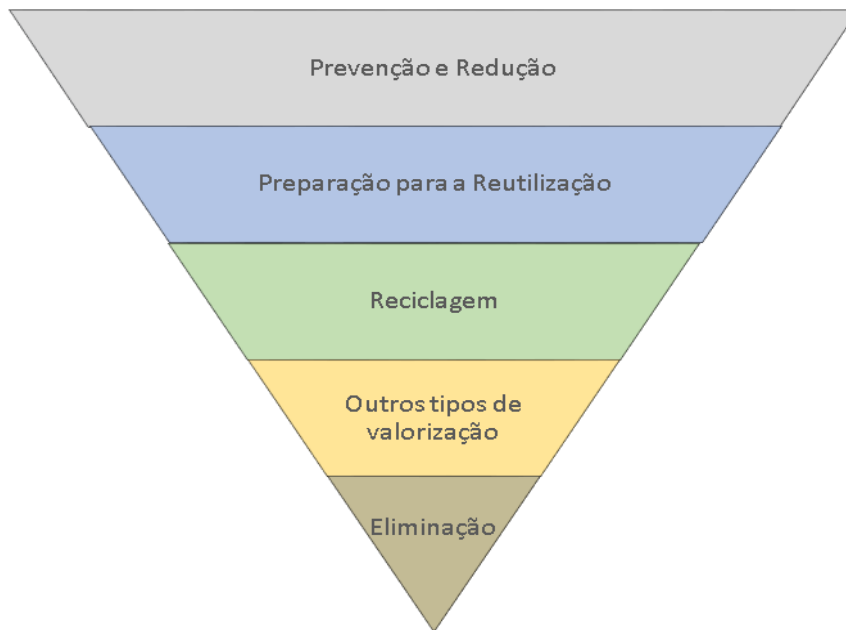 Prevenção e Redução
Preparação para a Reutilização
Reciclagem
Outros tipos de
valorização
Eliminação